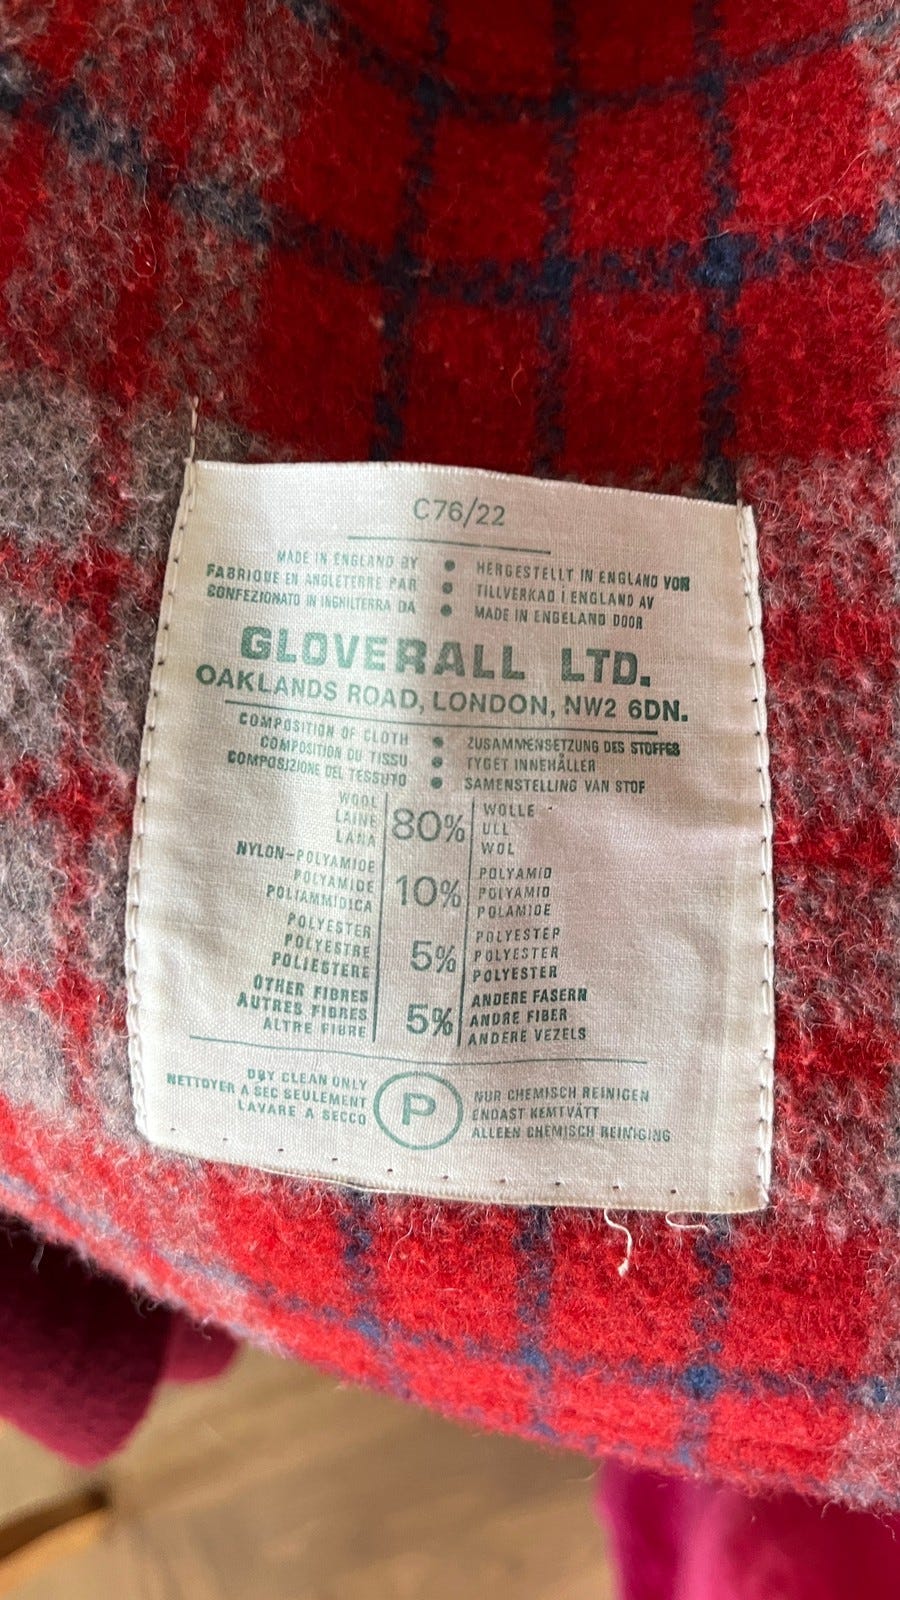 C76/22
MADE IN ENGLAND BY ● HERGESTELLT IN ENGLAND VON
FABRIQUE EN ANGLETERRE PAR ● TILLVERKAD I ENGLAND AV
CONFEZIONATO IN INGHILTERRA DA ● MADE IN ENGELAND DOOR
GLOVERALL LTD.
OAKLANDS ROAD, LONDON, NW2 6DN.
COMPOSITION OF CLOTH ● ZUSAMMENSETZUNG DES STOFFES
COMPOSITION DU TISSU ● TYGET INNEHÅLLER
COMPOSIZIONE DEL TESSUTO ● SAMENSTELLING VAN STOF
WOOL WOLLE
LAINE 80% ULL
LANA WOL
NYLON-POLYAMIDE POLYAMID
POLYAMIDE 10% POLYAMID
POLIAMMIDICA POLAMIDE
POLYESTER POLYESTER
POLYESTRE 5% POLYESTER
POLIESTERE POLYESTER
OTHER FIBRES ANDERE FASERN
AUTRES FIBRES 5% ANDRE FIBER
ALTRE FIBRE ANDERE VEZELS
DRY CLEAN ONLY NUR CHEMISCH REINIGEN
NETTOYER A SEC SEULEMENT P ENDAST KEMTVÄTT
LAVARE A SECCO ALLEEN CHEMISCH REINIGING